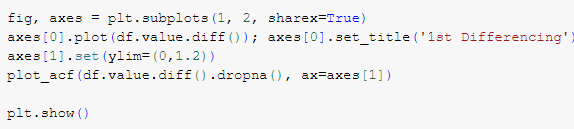 fig, axes = plt.subplots(1, 2, sharex=True)
axes[0].plot(df.value.diff()); axes[0].set_title('1st Differencing')
axes[1].set(ylim=(0,1.2))
plot_acf(df.value.diff().dropna(), ax=axes[1])
plt.show()